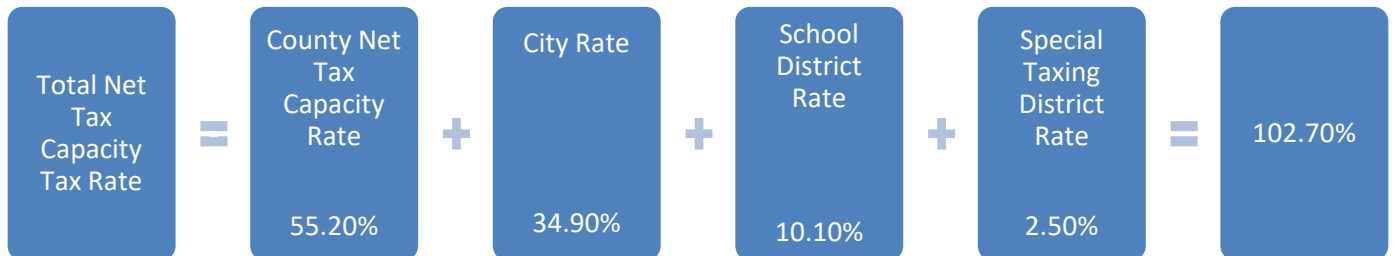 Total Net
Tax
Capacity
Tax Rate
=
County Net
Tax
Capacity
Rate
55.20%
+
City Rate
34.90%
+
School
District
Rate
10.10%
+
Special
Taxing
District
Rate
2.50%
=
102.70%